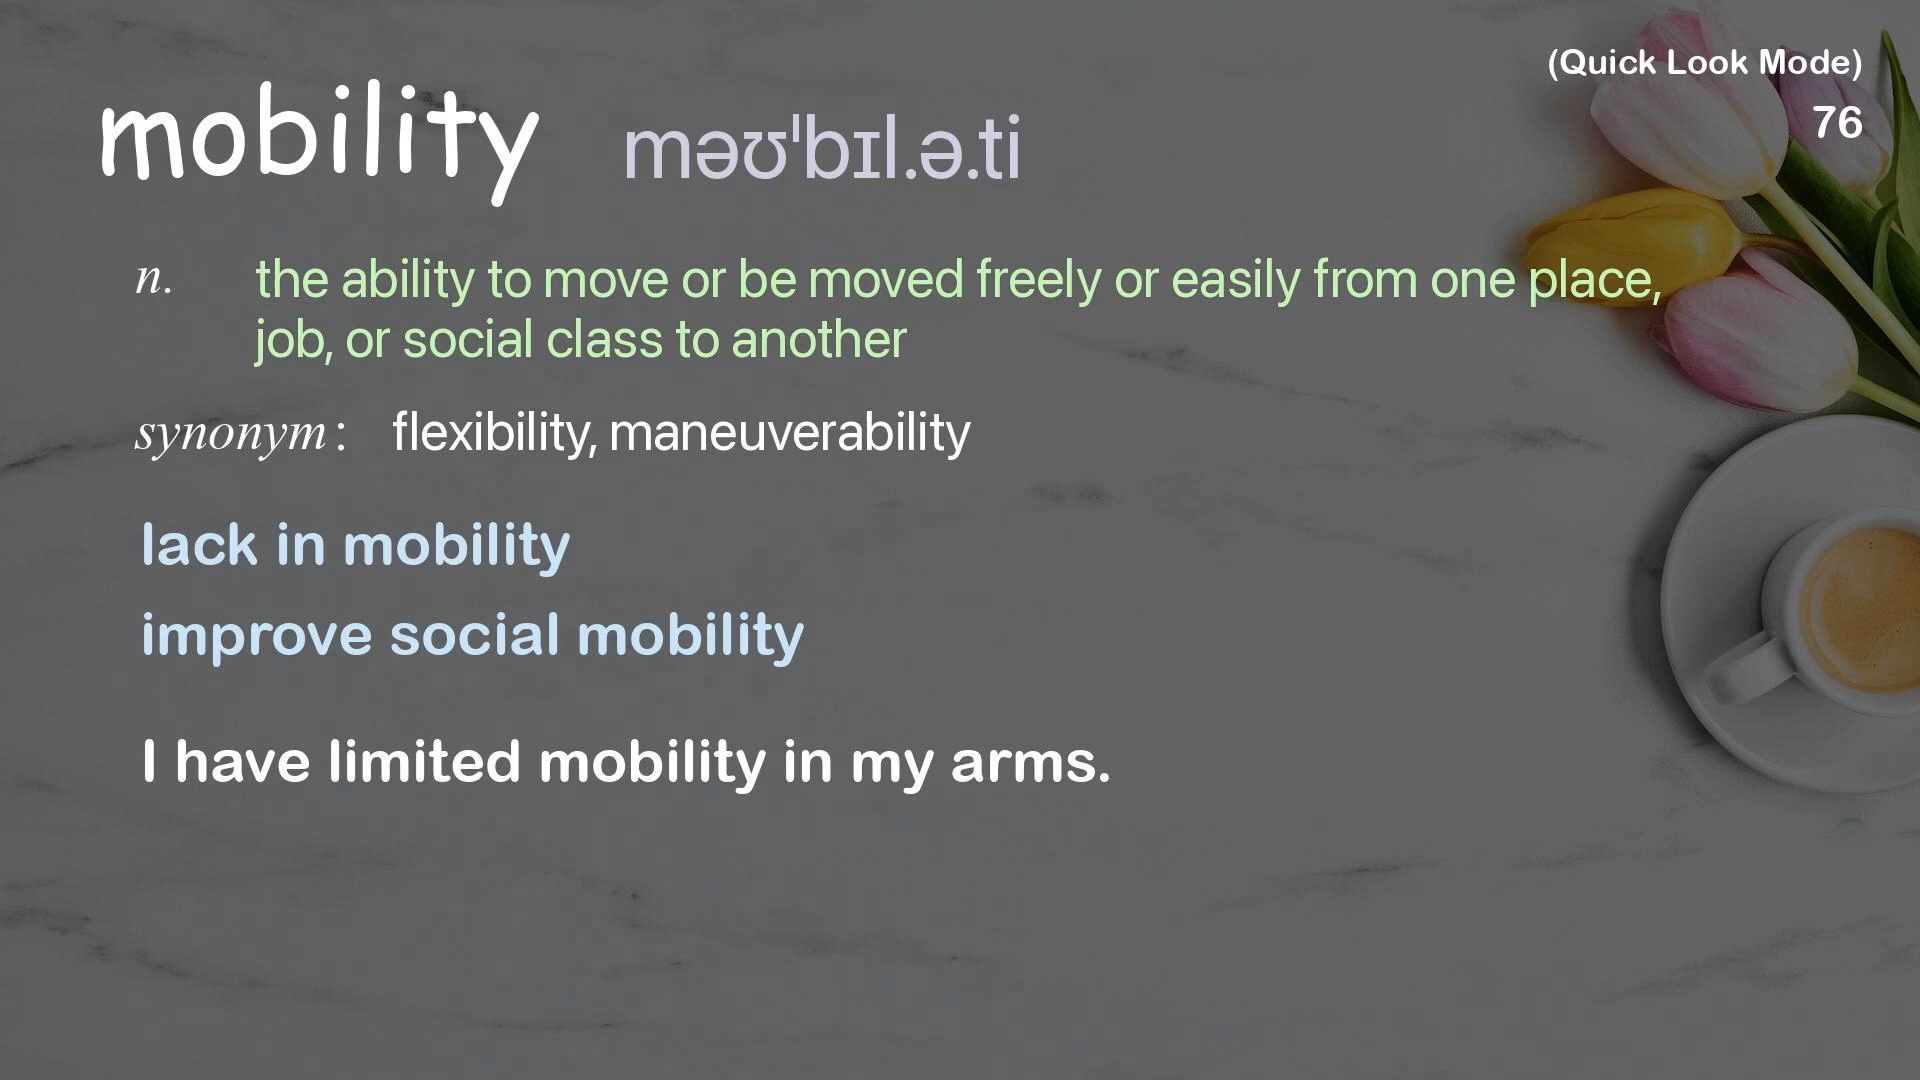 (Quick Look Mode)
76
mobility məʊˈbɪl.ə.ti
n. the ability to move or be moved freely or easily from one place,
job, or social class to another
synonym: flexibility, maneuverability
lack in mobility
improve social mobility
I have limited mobility in my arms.